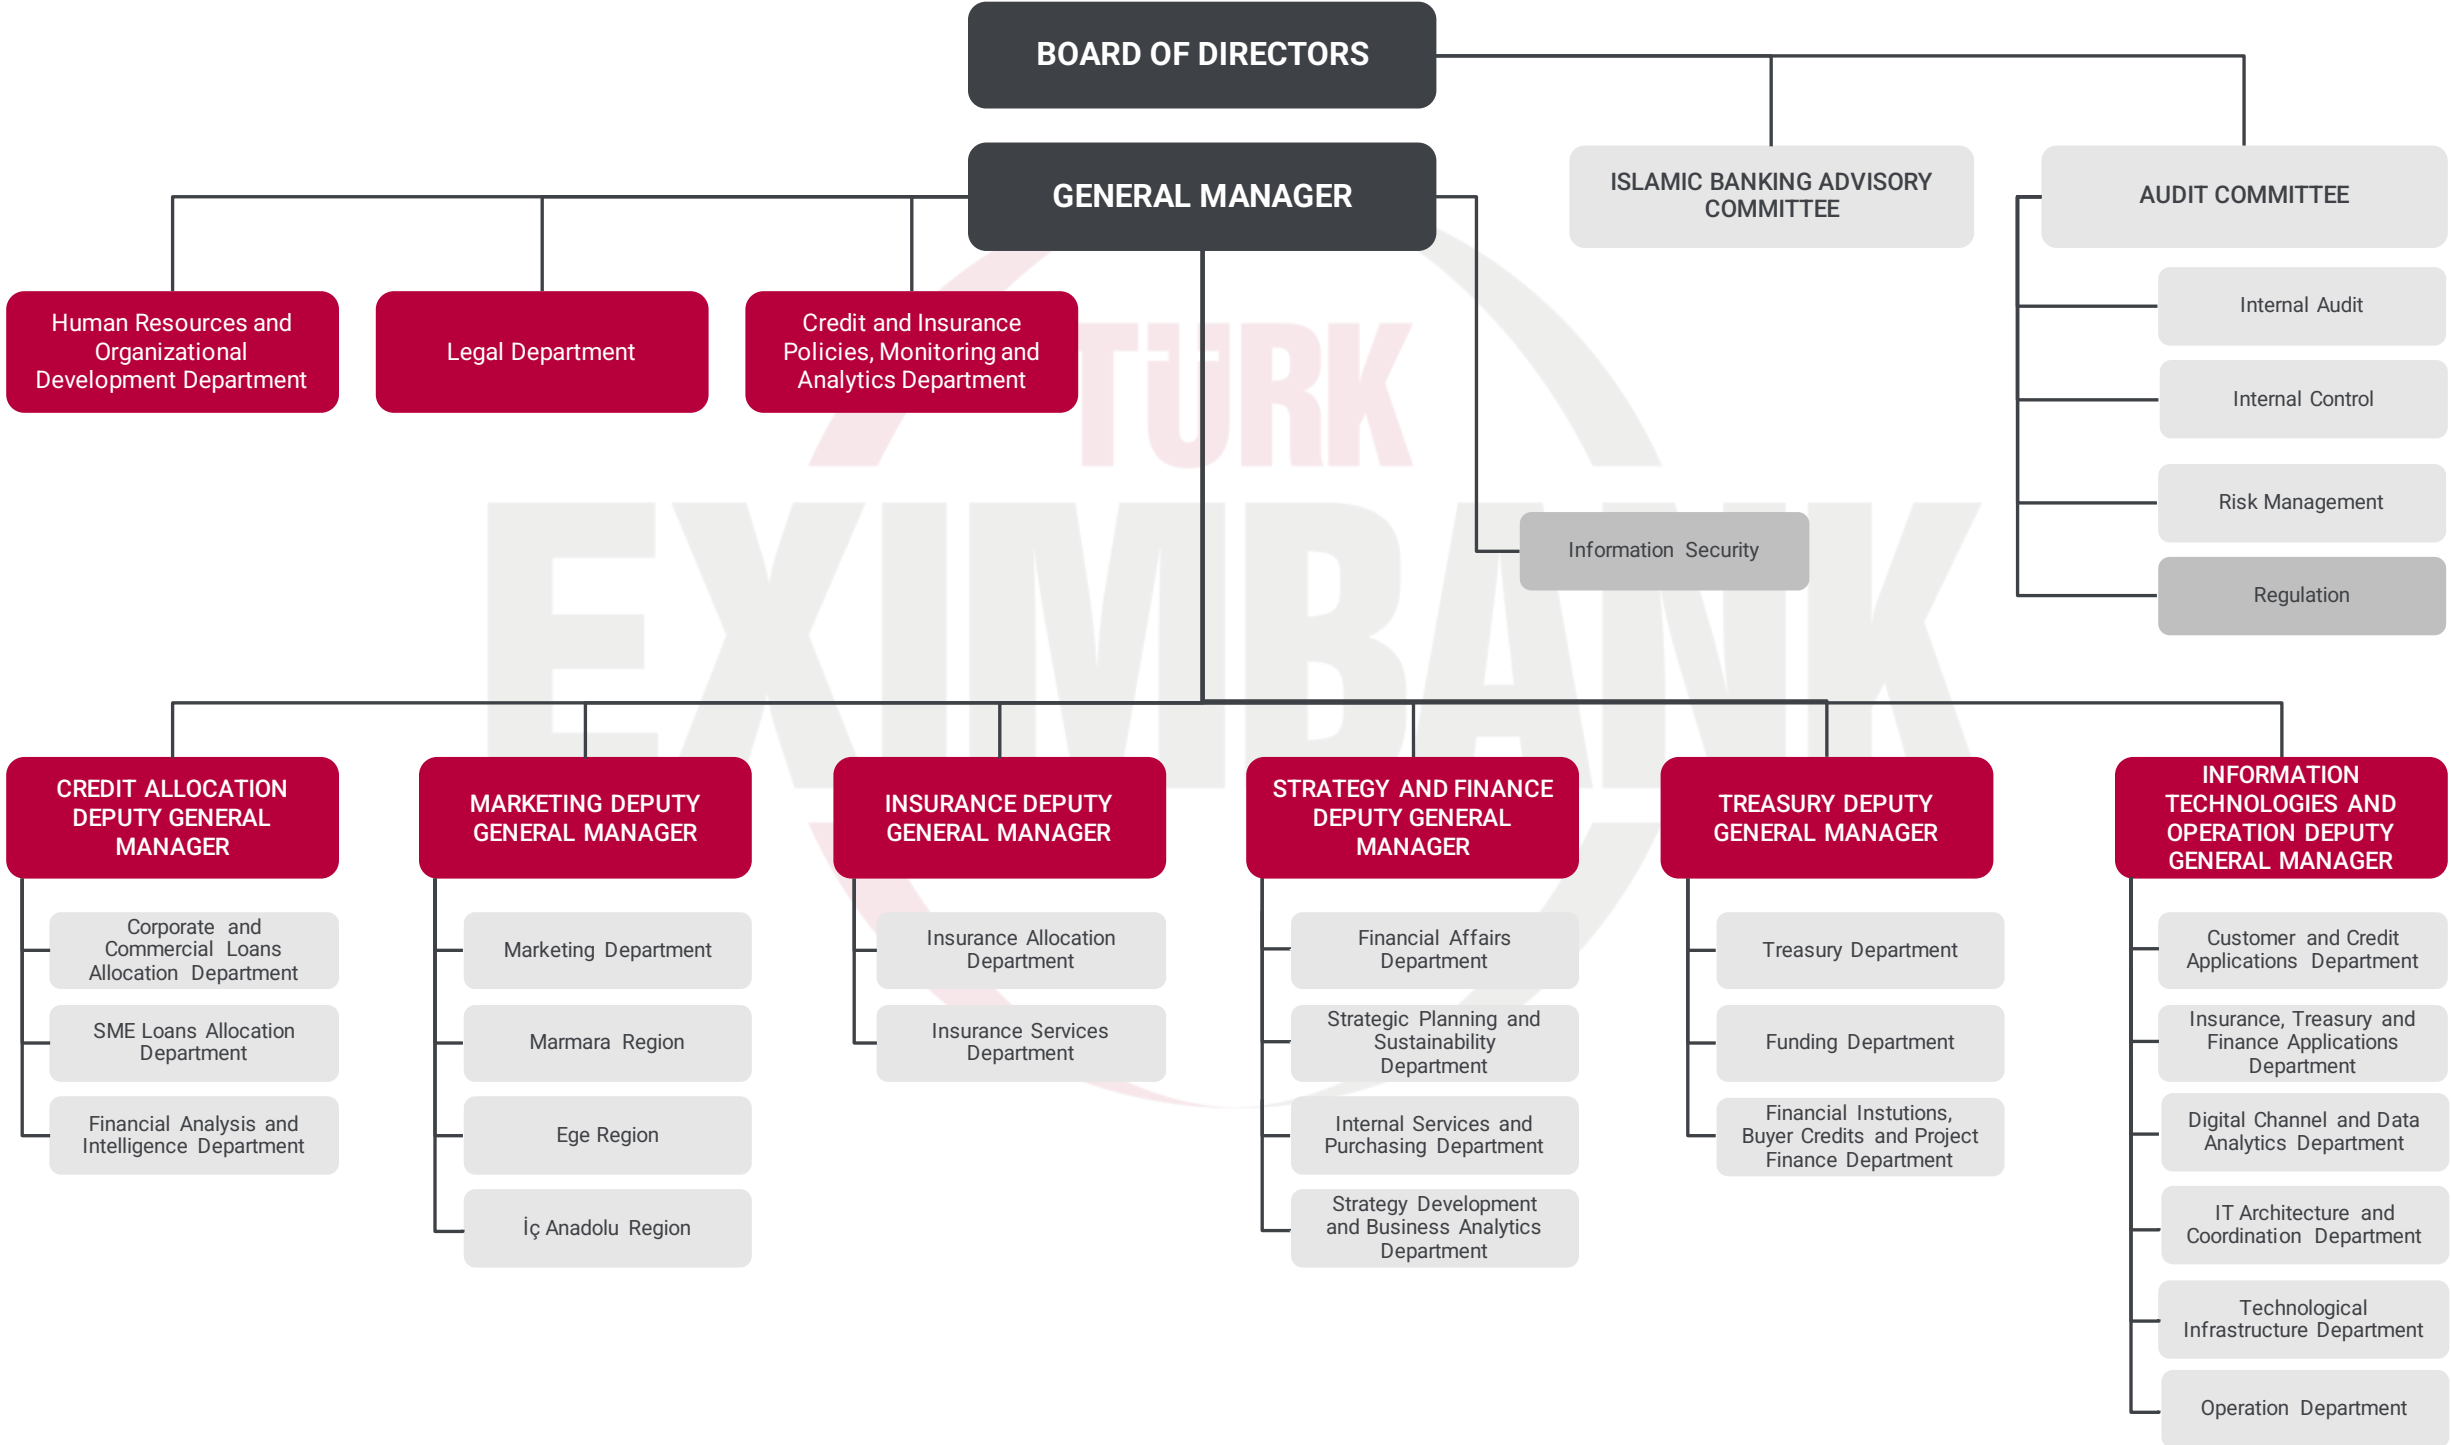 BOARD OF DIRECTORS
GENERAL MANAGER
ISLAMIC BANKING ADVISORY
COMMITTEE
AUDIT COMMITTEE
Internal Audit
Internal Control
Risk Management
Regulation
Human Resources and
Organizational
Development Department
Legal Department
Credit and Insurance
Policies, Monitoring and
Analytics Department
Information Security
TÜRK
EXIMBANK
CREDIT ALLOCATION
DEPUTY GENERAL
MANAGER
Corporate and
Commercial Loans
Allocation Department
SME Loans Allocation
Department
Financial Analysis and
Intelligence Department
MARKETING DEPUTY
GENERAL MANAGER
Marketing Department
Marmara Region
Ege Region
İç Anadolu Region
INSURANCE DEPUTY
GENERAL MANAGER
Insurance Allocation
Department
Insurance Services
Department
STRATEGY AND FINANCE
DEPUTY GENERAL
MANAGER
Financial Affairs
Department
Strategic Planning and
Sustainability
Department
Internal Services and
Purchasing Department
Strategy Development
and Business Analytics
Department
TREASURY DEPUTY
GENERAL MANAGER
Treasury Department
Funding Department
Financial Instutions,
Buyer Credits and Project
Finance Department
INFORMATION
TECHNOLOGIES AND
OPERATION DEPUTY
GENERAL MANAGER
Customer and Credit
Applications Department
Insurance, Treasury and
Finance Applications
Department
Digital Channel and Data
Analytics Department
IT Architecture and
Coordination Department
Technological
Infrastructure Department
Operation Department